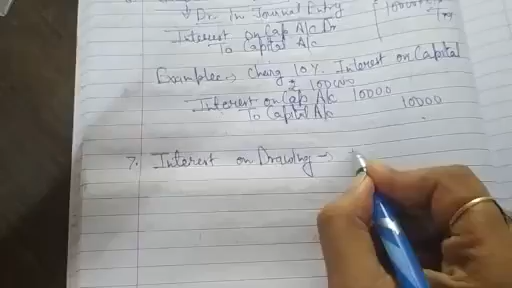 ↓ Dr. In Journal Entry
Interest on Cap A/c Dr
To Capital A/c
Example → Charg 10 %. Interest on Capital
100000
Interest on Cap A/c 10000
To Capital A/c 10000
7. Interest on Drawing →